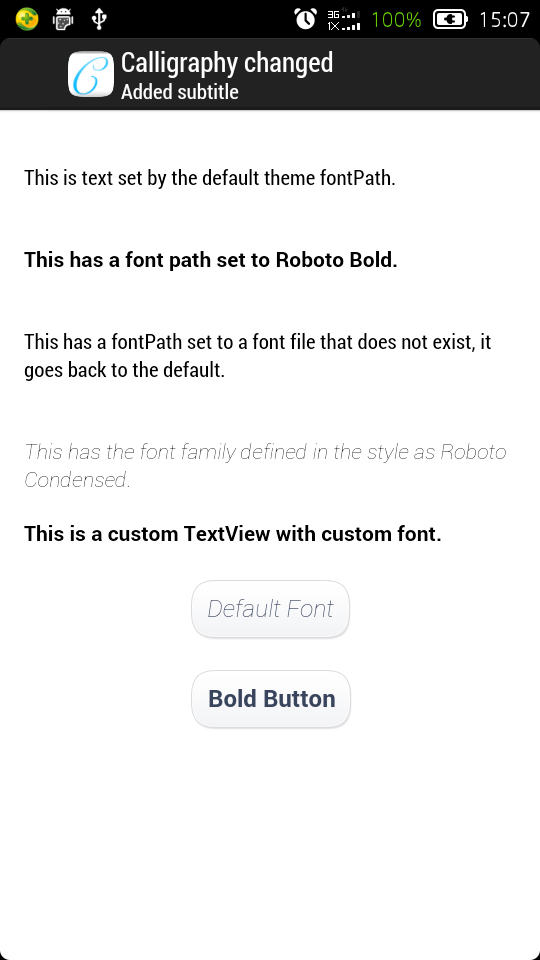 3G 1X 100% 15:07
Calligraphy changed
Added subtitle
This is text set by the default theme fontPath.
This has a font path set to Roboto Bold.
This has a fontPath set to a font file that does not exist, it
goes back to the default.
This has the font family defined in the style as Roboto
Condensed.
This is a custom TextView with custom font.
Default Font
Bold Button